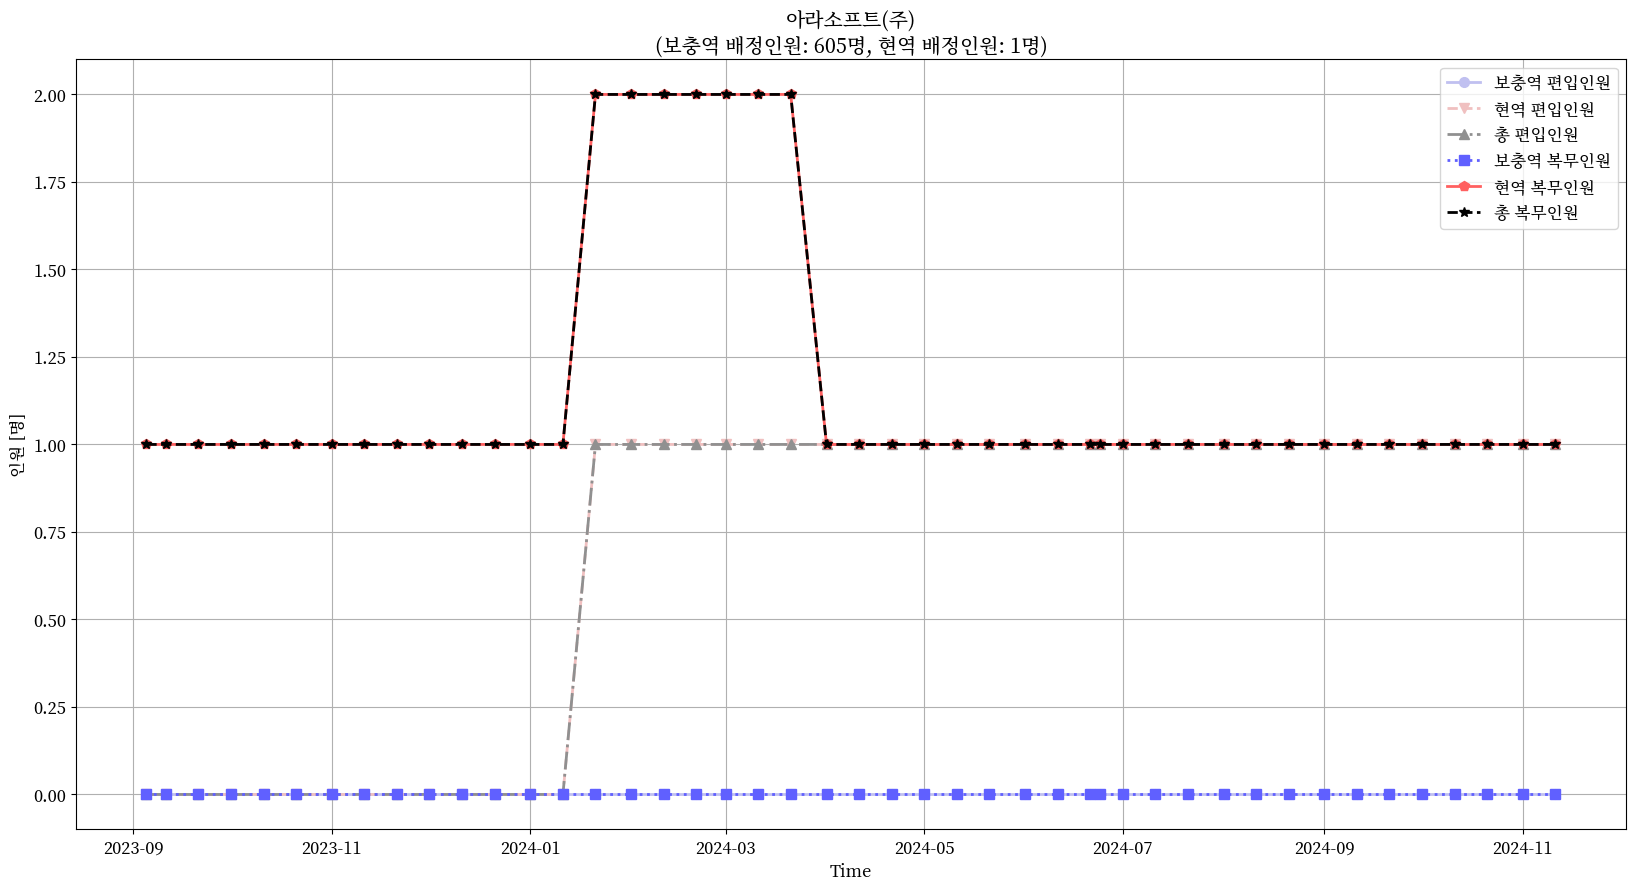 아라소프트(주)
(보충역 배정인원: 605명, 현역 배정인원: 1명)
보충역 편입인원
현역 편입인원
총 편입인원
보충역 복무인원
현역 복무인원
총 복무인원
인원 [명]
2.00
1.75
1.50
1.25
1.00
0.75
0.50
0.25
0.00
2023-09
2023-11
2024-01
2024-03
2024-05
2024-07
2024-09
2024-11
Time